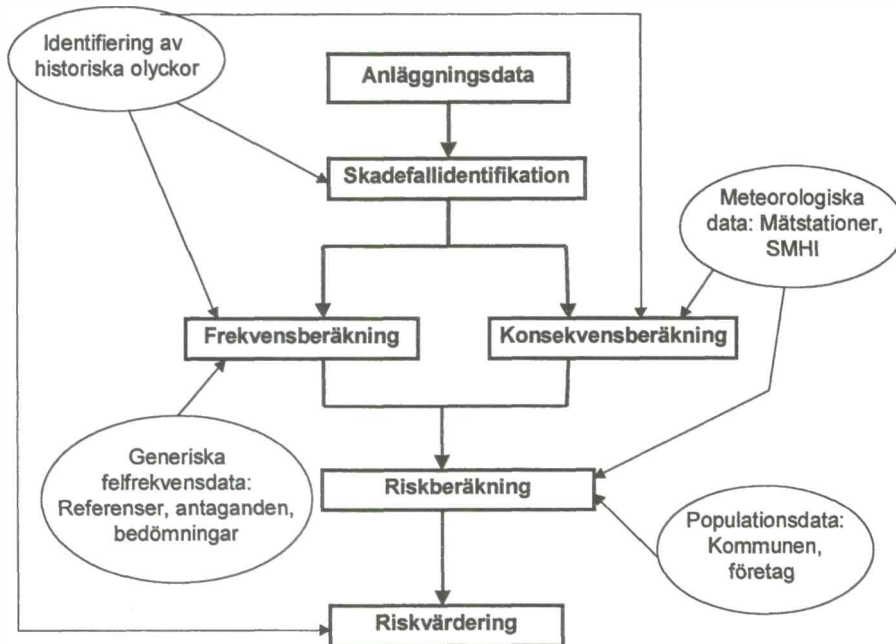 Identifiering av
historiska olyckor
Anläggningsdata
Skadefallidentifikation
Meteorologiska
data: Mätstationer,
SMHI
Frekvensberäkning
Konsekvensberäkning
Generiska
felfrekvensdata:
Referenser, antaganden,
bedömningar
Riskberäkning
Populationsdata:
Kommunen,
företag
Riskvärdering